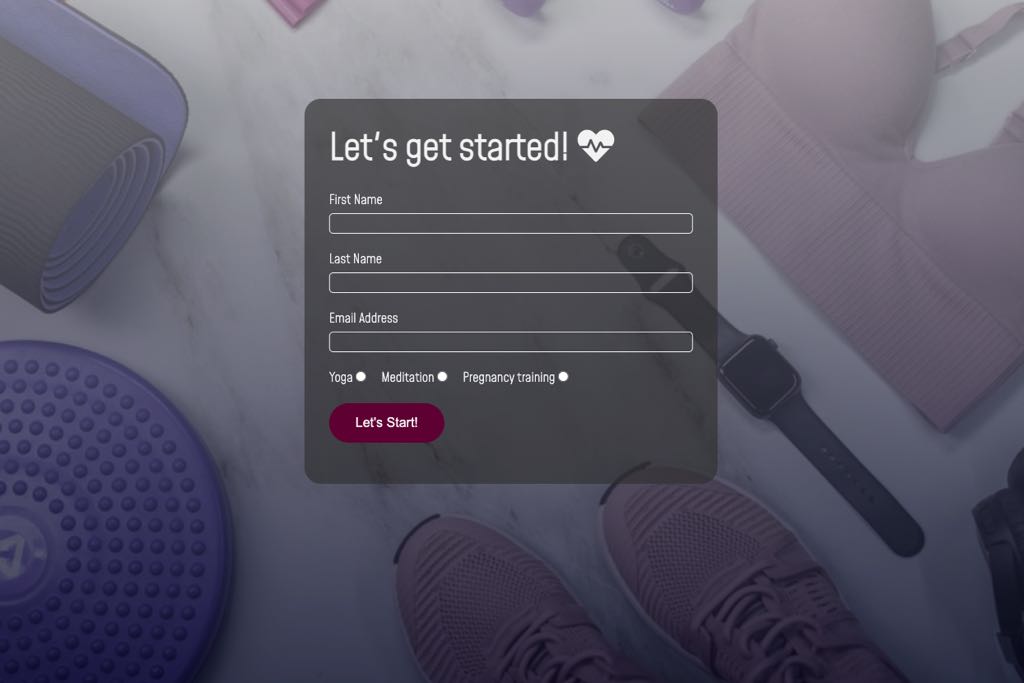 Let's get started!
First Name
Last Name
Email Address
Yoga Meditation Pregnancy training
Let's Start!